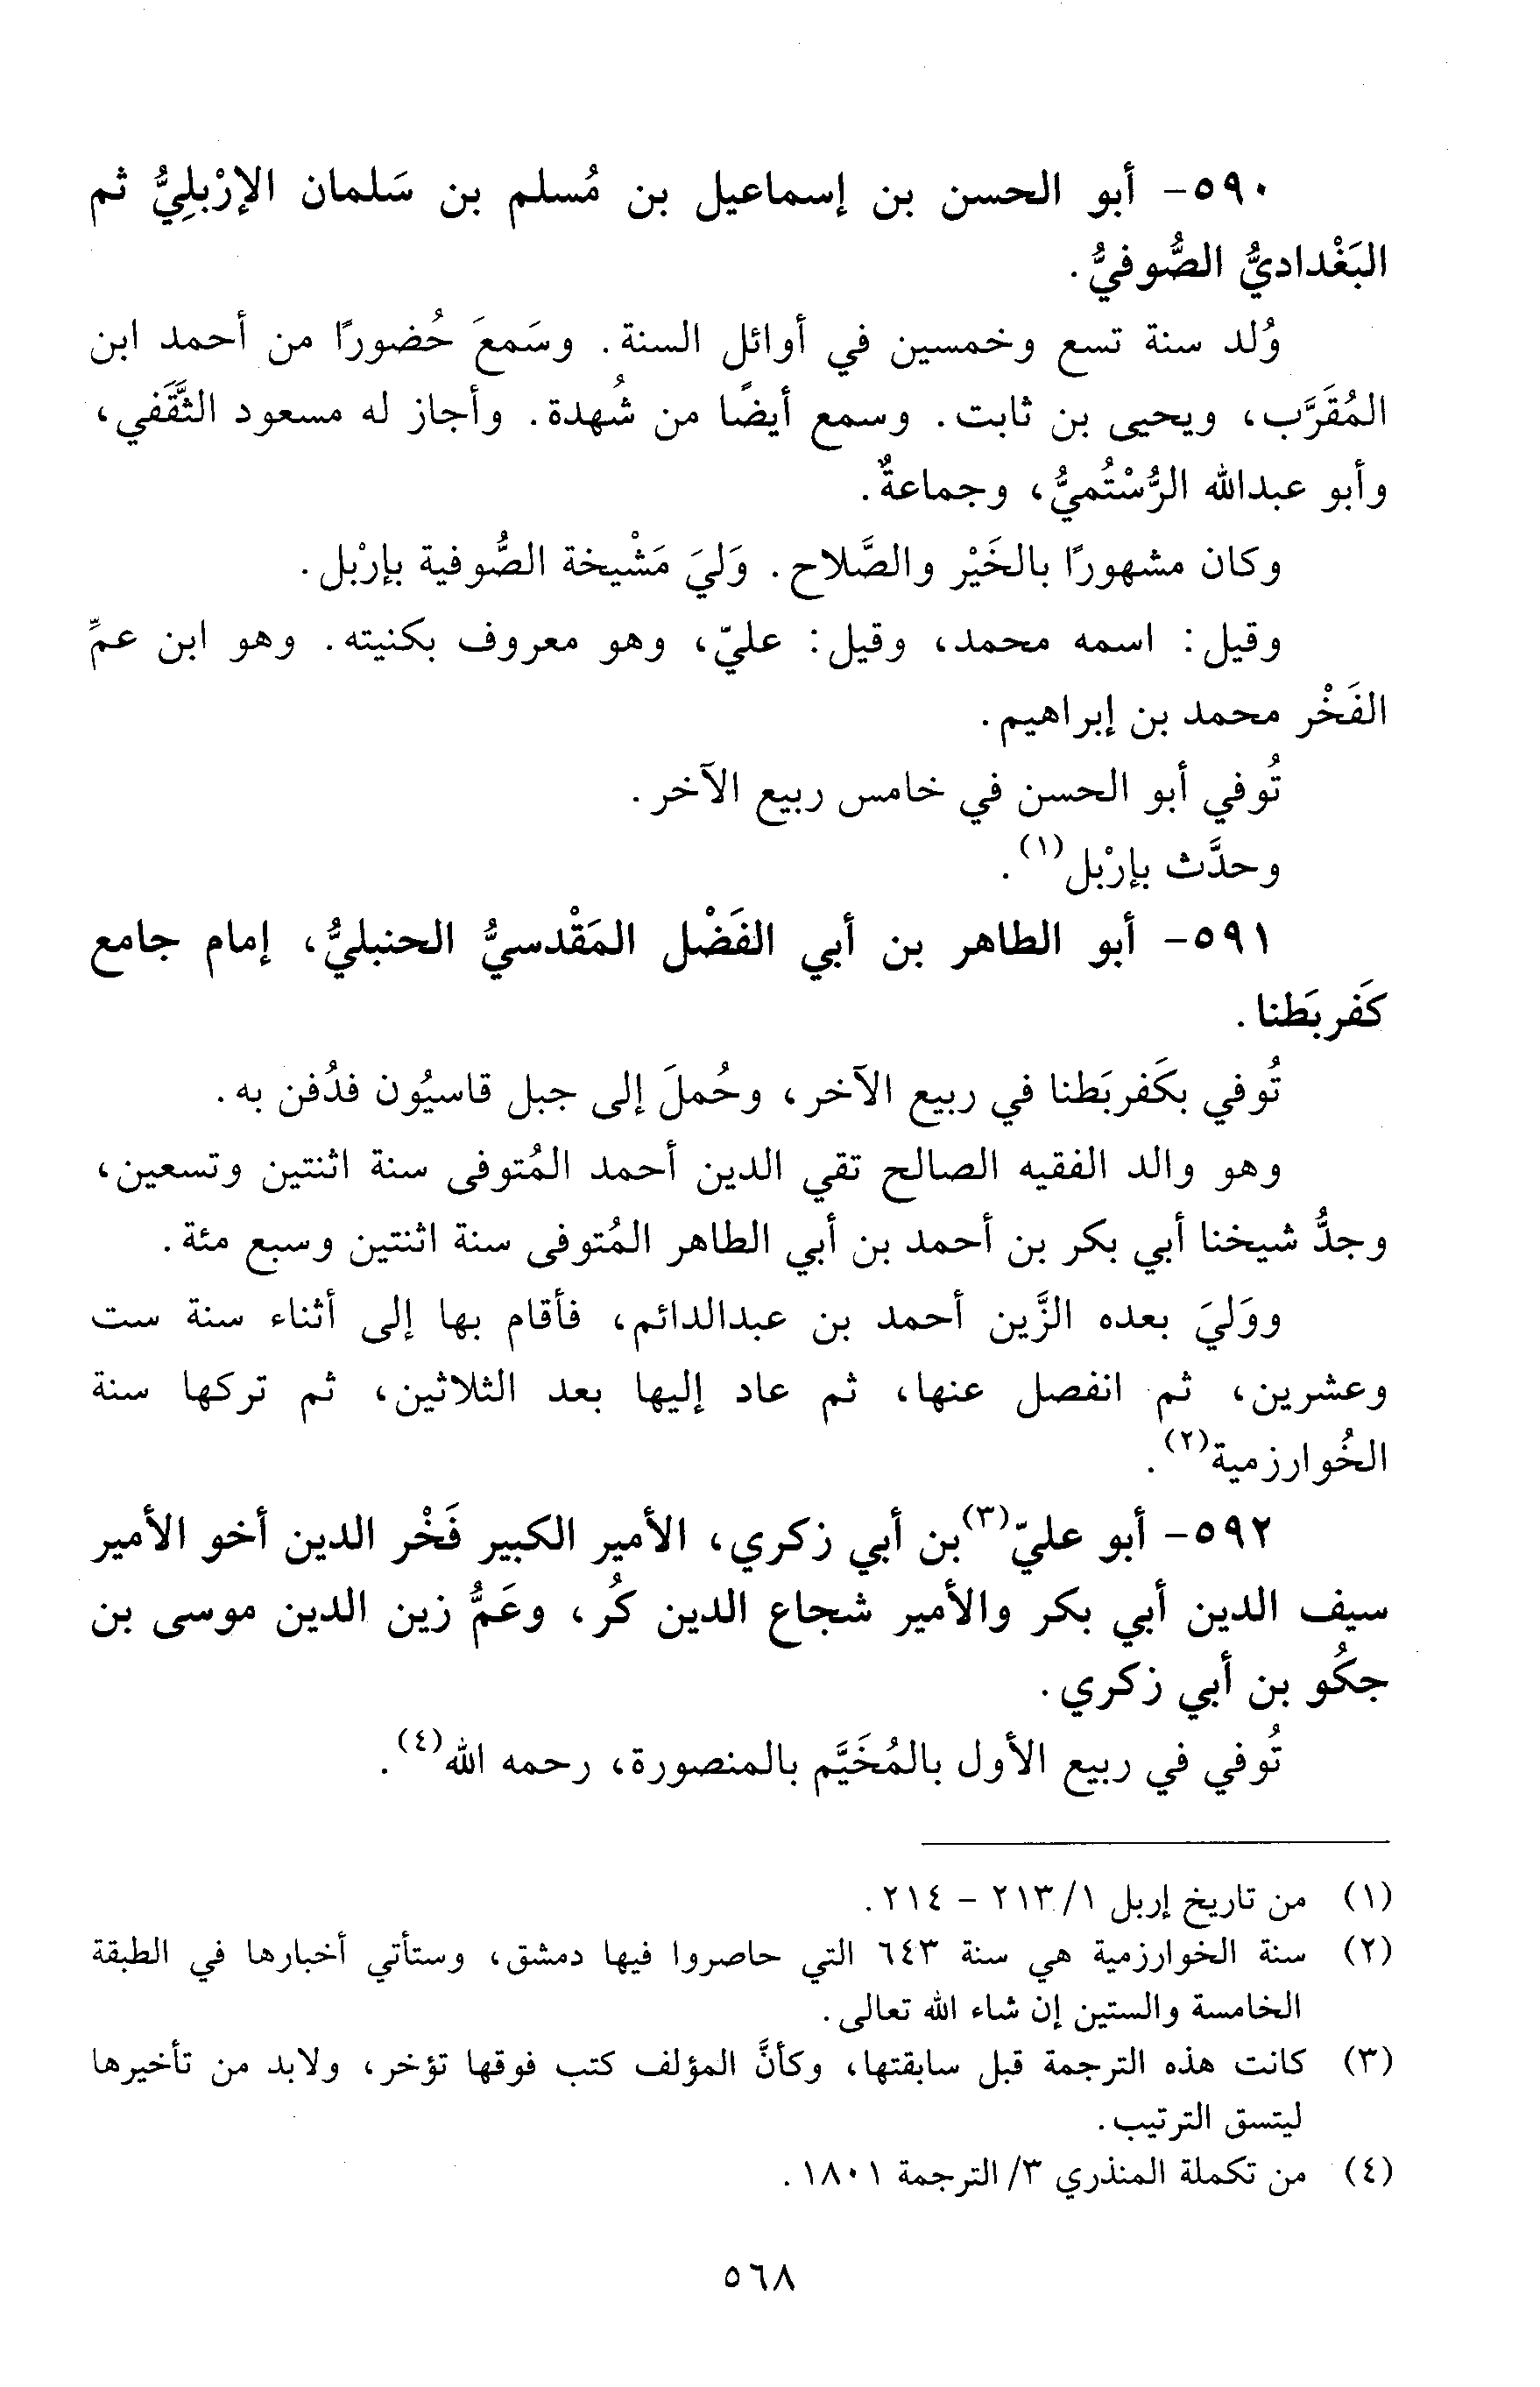 ٥٩٠- أبو الحسن بن إسماعيل بن مُسلم بن سَلمان الإرْبِليُّ ثم
البَغْداديُّ الصُّوفيُّ.
وُلد سنة تسع وخمسين في أوائل السنة. وسَمعَ حُضورًا من أحمد ابن
المُقَرَّب، ويحيى بن ثابت. وسمع أيضًا من شُهدة. وأجاز له مسعود الثَّقَفي،
وأبو عبدالله الرُّسْتُميُّ، وجماعةٌ.
وكان مشهورًا بالخَيْر والصَّلاح. وَليَ مَشْيخة الصُّوفية بإرْبل.
وقيل: اسمه محمد، وقيل: عليّ، وهو معروف بكنيته. وهو ابن عمِّ
الفَخْر محمد بن إبراهيم.
تُوفي أبو الحسن في خامس ربيع الآخر.
وحدَّث بإرْبل(١).
٥٩١- أبو الطاهر بن أبي الفَضْل المَقْدسيُّ الحنبليُّ، إمام جامع
كَفربَطنا.
تُوفي بكَفربَطنا في ربيع الآخر، وحُملَ إلى جبل قاسيُون فدُفن به.
وهو والد الفقيه الصالح تقي الدين أحمد المُتوفى سنة اثنتين وتسعين،
وجدُّ شيخنا أبي بكر بن أحمد بن أبي الطاهر المُتوفى سنة اثنتين وسبع مئة.
ووَليَ بعده الزَّين أحمد بن عبدالدائم، فأقام بها إلى أثناء سنة ست
وعشرين، ثم انفصل عنها، ثم عاد إليها بعد الثلاثين، ثم تركها سنة
الخُوارزمية(٢).
٥٩٢- أبو عليّ(٣) بن أبي زكري، الأمير الكبير فَخْر الدين أخو الأمير
سيف الدين أبي بكر والأمير شجاع الدين كُر، وعَمُّ زين الدين موسى بن
جكُو بن أبي زكري.
تُوفي في ربيع الأول بالمُخَيَّم بالمنصورة، رحمه الله(٤).
(١) من تاريخ إربل ١/ ٢١٣ - ٢١٤.
(٢) سنة الخوارزمية هي سنة ٦٤٣ التي حاصروا فيها دمشق، وستأتي أخبارها في الطبقة
الخامسة والستين إن شاء الله تعالى.
(٣) كانت هذه الترجمة قبل سابقتها، وكأنَّ المؤلف كتب فوقها تؤخر، ولابد من تأخيرها
ليتسق الترتيب.
(٤) من تكملة المنذري ٣/ الترجمة ١٨٠١.
٥٦٨